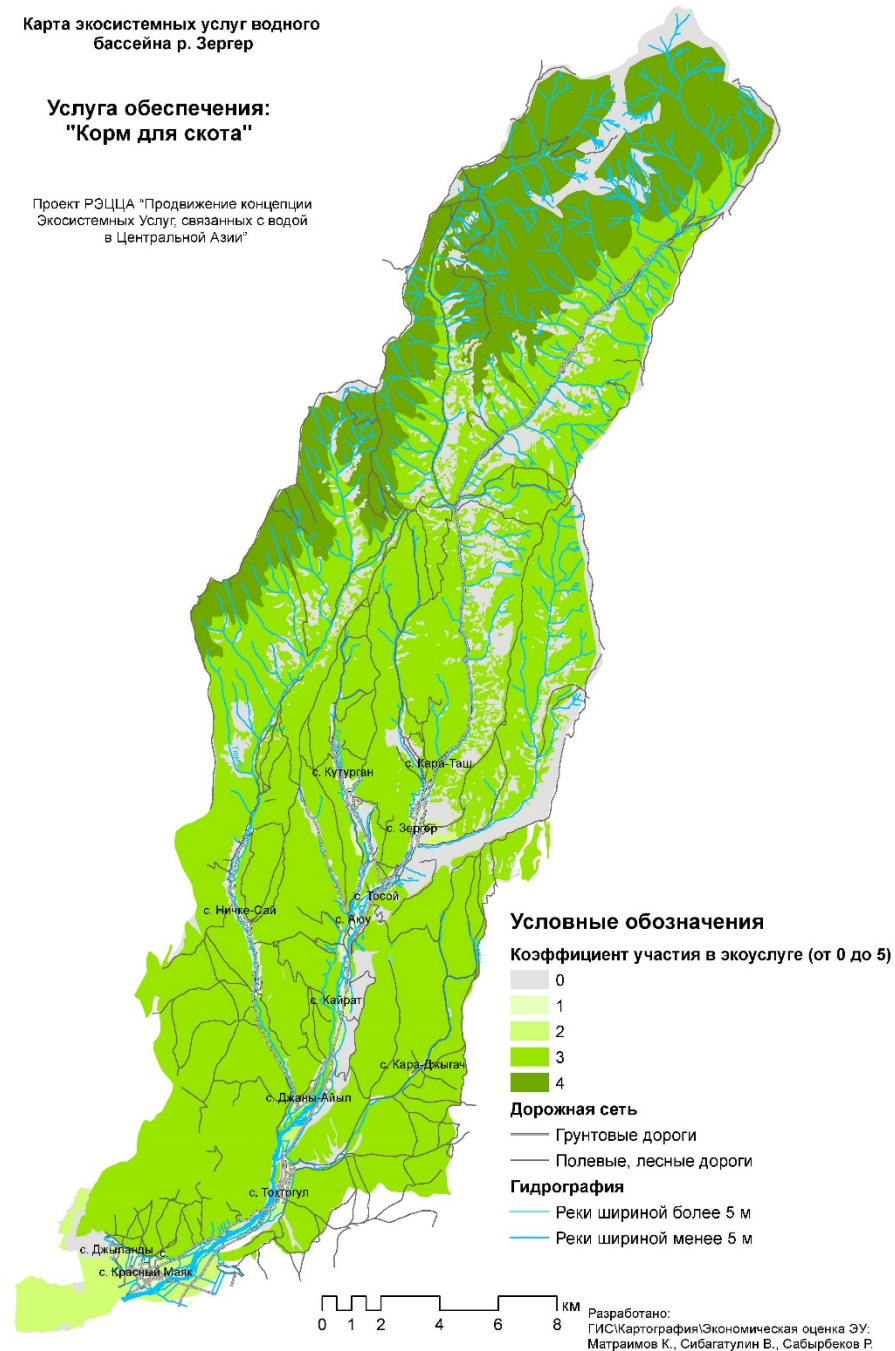 Карта экосистемных услуг водного
бассейна р. Зергер
Услуга обеспечения:
"Корм для скота"
Проект РЭЦЦА “Продвижение концепции
Экосистемных Услуг, связанных с водой
в Центральной Азии”
с. Кара-Таш
с. Кутурган
с. Зергер
с. Тосой
с. Ничке-Сай
с. Аюу
с. Кайрат
с. Кара-Джыгач
с. Джаны-Айыл
с. Токтогул
с. Джыланды
с.
с. Красный Маяк
Условные обозначения
Коэффициент участия в экоуслуге (от 0 до 5)
0
1
2
3
4
Дорожная сеть
Грунтовые дороги
Полевые, лесные дороги
Гидрография
Реки шириной более 5 м
Реки шириной менее 5 м
км
0 1 2 4 6 8
Разработано:
ГИС\Картография\Экономическая оценка ЭУ:
Матраимов К., Сибагатулин В., Сабырбеков Р.